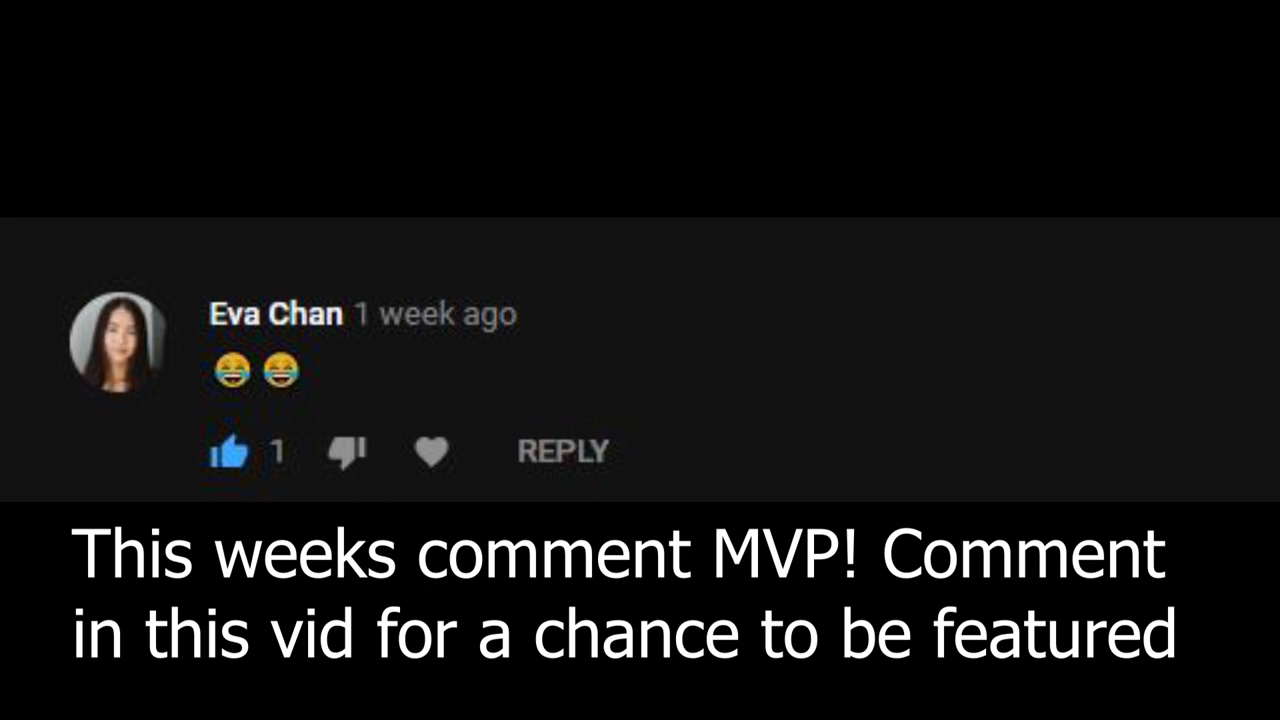 Eva Chan 1 week ago
😂 😂
1 REPLY
This weeks comment MVP! Comment
in this vid for a chance to be featured